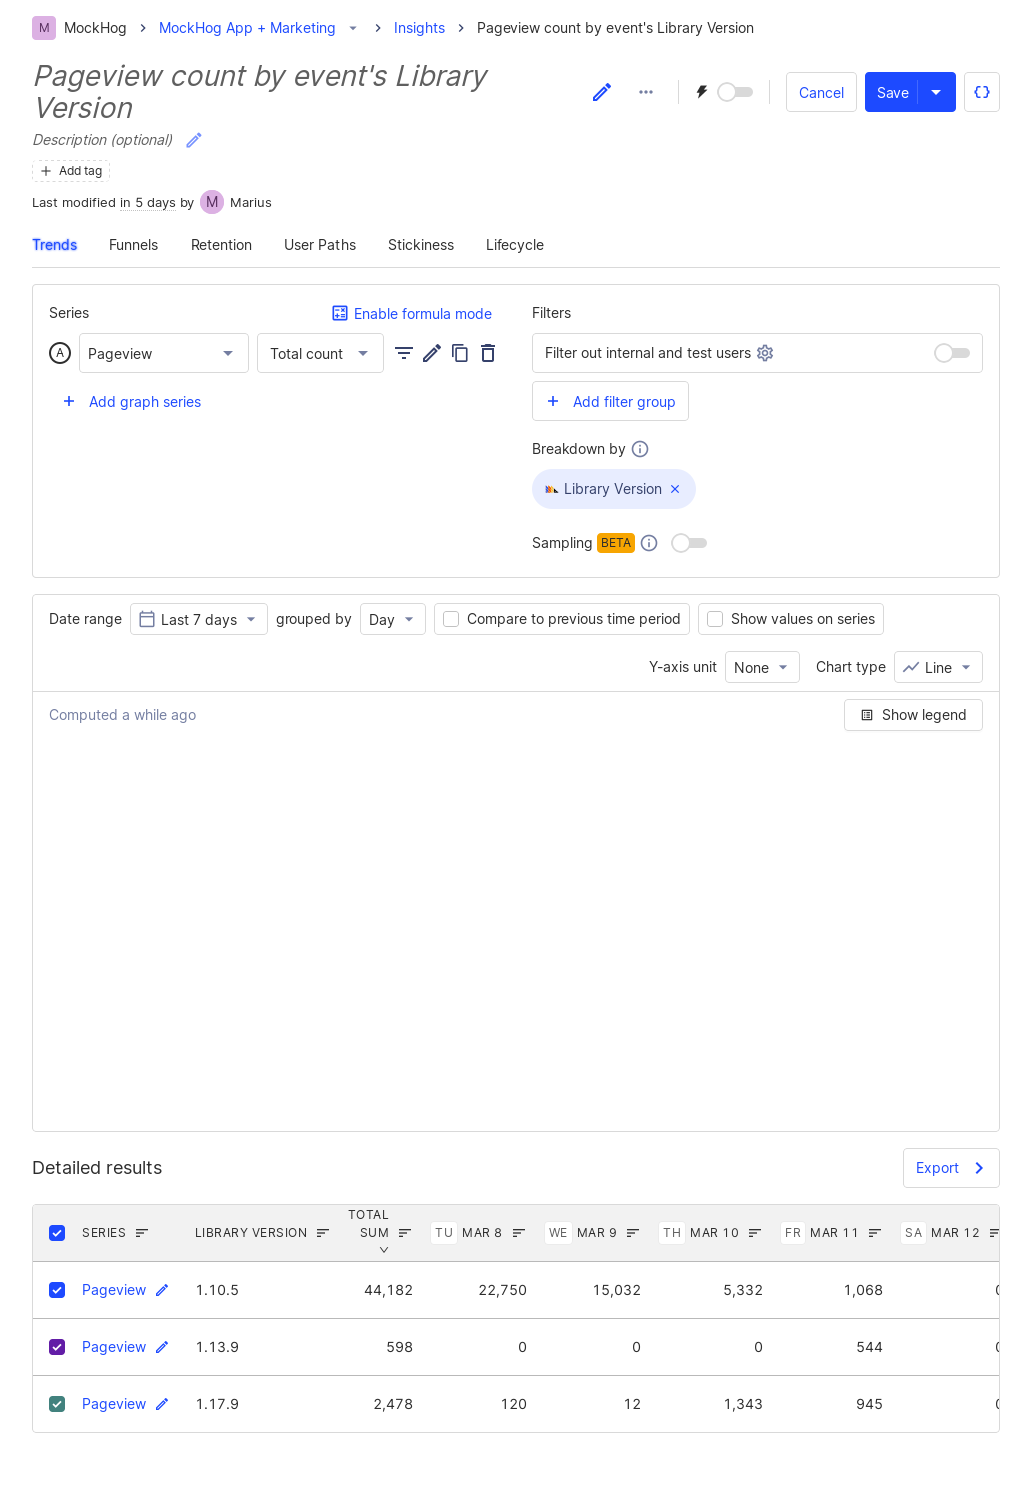 M MockHog MockHog App + Marketing Insights Pageview count by event's Library Version
Pageview count by event's Library
Version
Cancel Save
Description (optional)
Add tag
Last modified in 5 days by M Marius
Trends Funnels Retention User Paths Stickiness Lifecycle
Series Enable formula mode
A Pageview Total count
Add graph series
Filters
Filter out internal and test users
Add filter group
Breakdown by
Library Version
Sampling BETA
Date range Last 7 days grouped by Day Compare to previous time period Show values on series
Y-axis unit None Chart type Line
Computed a while ago Show legend
Detailed results Export
SERIES LIBRARY VERSION TOTAL SUM TU MAR 8 WE MAR 9 TH MAR 10 FR MAR 11 SA MAR 12
Pageview 1.10.5 44,182 22,750 15,032 5,332 1,068 0
Pageview 1.13.9 598 0 0 0 544 0
Pageview 1.17.9 2,478 120 12 1,343 945 0